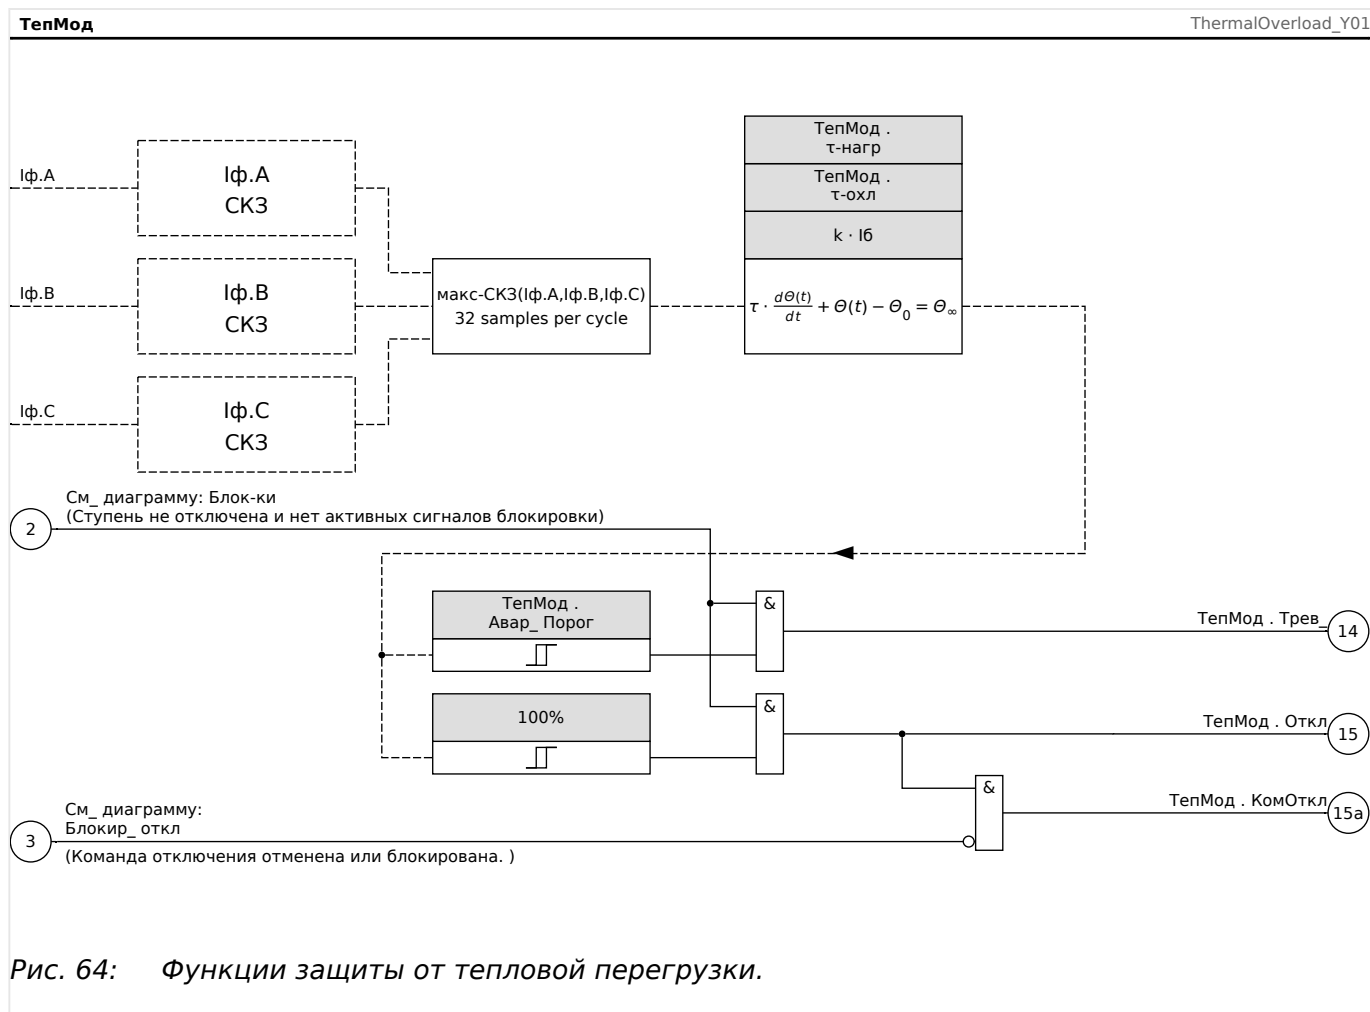 ТепМод
ThermalOverload_Y01
ТепМод .
τ-нагр
ТепМод .
τ-охл
k · Iб
Iф.A
Iф.A
СКЗ
Iф.B
Iф.B
СКЗ
Iф.C
Iф.C
СКЗ
макс-СКЗ(Iф.A,Iф.B,Iф.C)
32 samples per cycle
τ · dΘ(t)/dt + Θ(t) − Θ₀ = Θ∞
2
См_ диаграмму: Блок-ки
(Ступень не отключена и нет активных сигналов блокировки)
ТепМод .
Авар_ Порог
&
ТепМод . Трев_
14
100%
&
ТепМод . Откл
15
&
ТепМод . КомОткл
15a
3
См_ диаграмму:
Блокир_ откл
(Команда отключения отменена или блокирована. )
Рис. 64: Функции защиты от тепловой перегрузки.